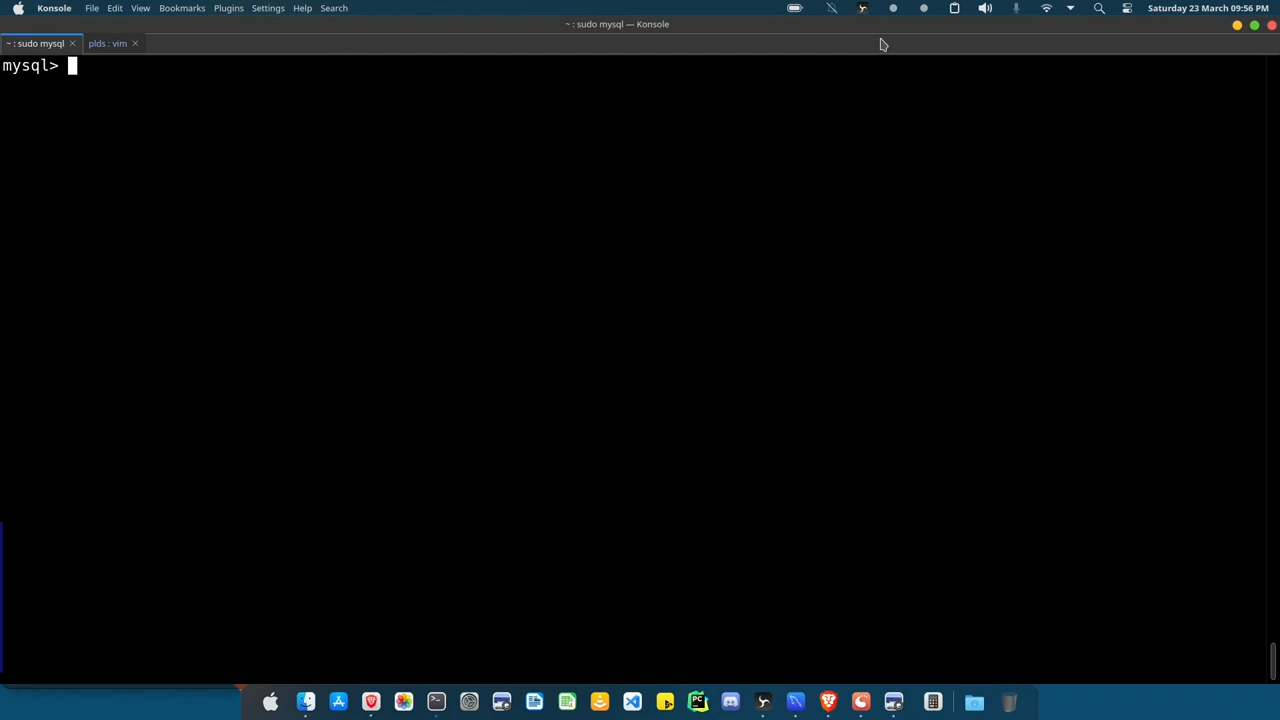 Konsole File Edit View Bookmarks Plugins Settings Help Search Saturday 23 March 09:56 PM
~ : sudo mysql — Konsole
~ : sudo mysql plds : vim
mysql>
PC